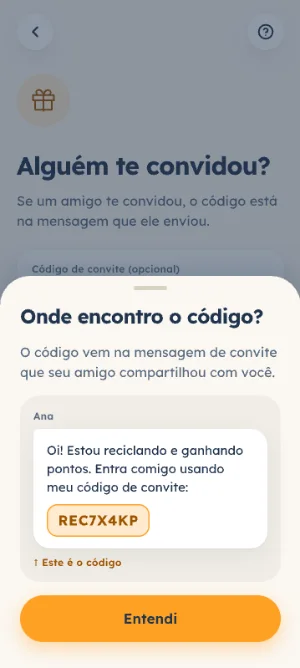 Alguém te convidou?
Se um amigo te convidou, o código está
na mensagem que ele enviou.
Código de convite (opcional)
Onde encontro o código?
O código vem na mensagem de convite
que seu amigo compartilhou com você.
Ana
Oi! Estou reciclando e ganhando
pontos. Entra comigo usando
meu código de convite:
REC7X4KP
↑ Este é o código
Entendi